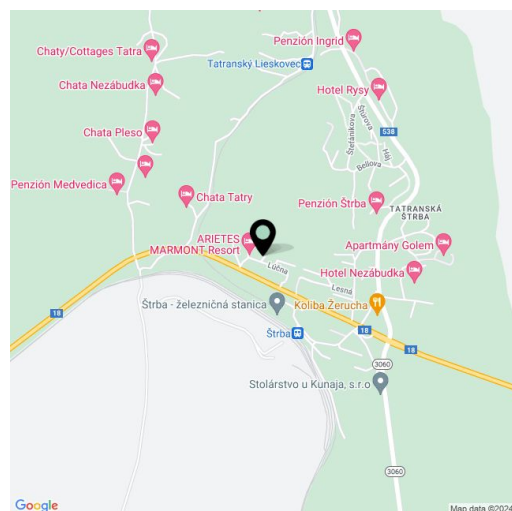 Penzión Ingrid
Chaty/Cottages Tatra
Tatranský Lieskovec
Chata Nezábudka
Hotel Rysy
Štúrova
Štefánikova
538
Chata Pleso
Háj
Bellova
Penzión Medvedica
Chata Tatry
Penzión Štrba
TATRANSKÁ
ŠTRBA
ARIETES
MARMONT Resort
Apartmány Golem
Lúčna
Hotel Nezábudka
Lesná
Štrba - železničná stanica
Koliba Žerucha
18
Štrba
18
18
3060
Stolárstvo u Kunaja, s.r.o
3060
Google
Map data ©2024